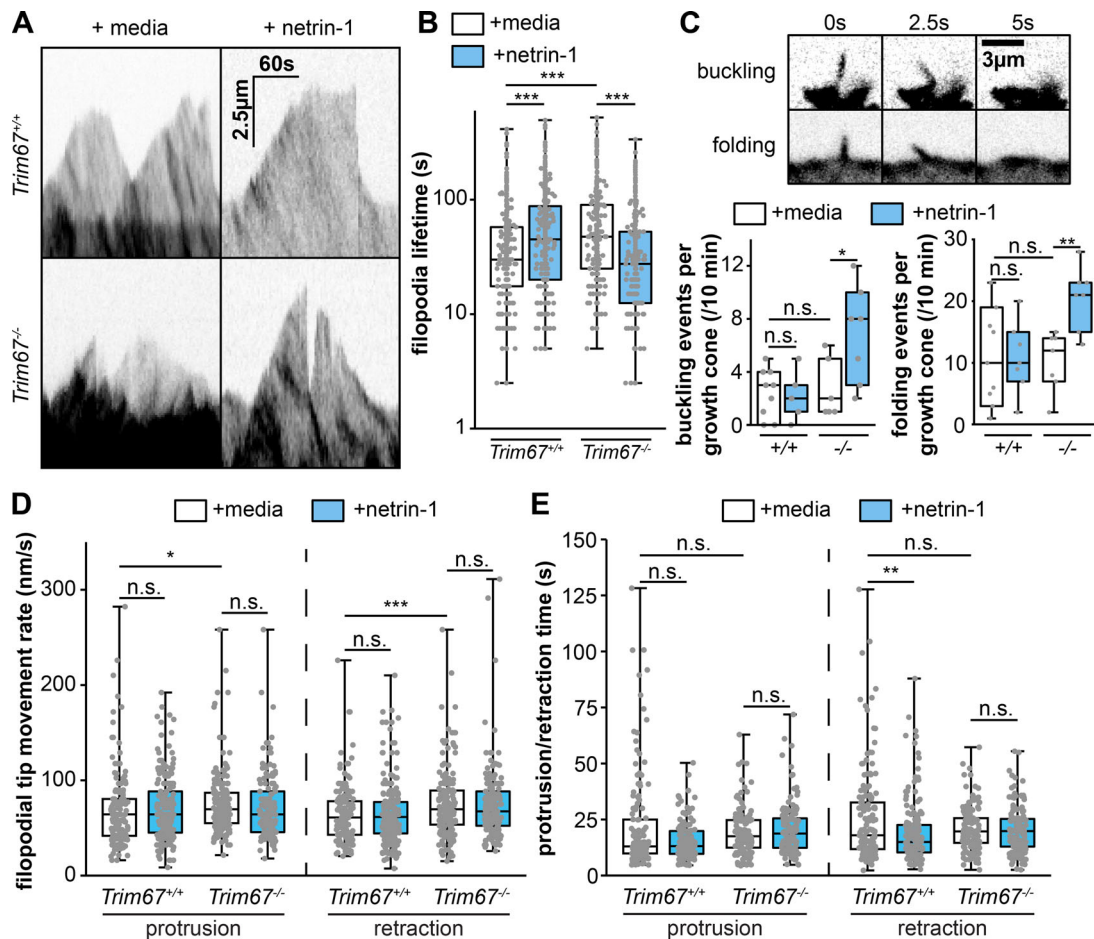 A
+ media
+ netrin-1
60s
2.5µm
Trim67+/+
Trim67-/-
B
+media
+netrin-1
***
***
***
filopodia lifetime (s)
100
10
1
Trim67+/+
Trim67-/-
C
0s
2.5s
5s
buckling
3µm
folding
+media
+netrin-1
buckling events per
growth cone (/10 min)
12
8
4
0
n.s.
n.s.
*
+/+
-/-
folding events per
growth cone (/10 min)
30
20
10
0
n.s.
n.s.
**
+/+
-/-
D
+media
+netrin-1
filopodial tip movement rate (nm/s)
300
200
100
0
*
n.s.
n.s.
***
n.s.
n.s.
Trim67+/+
Trim67-/-
Trim67+/+
Trim67-/-
protrusion
retraction
E
+media
+netrin-1
protrusion/retraction time (s)
150
125
100
75
50
25
0
n.s.
n.s.
n.s.
n.s.
**
n.s.
Trim67+/+
Trim67-/-
Trim67+/+
Trim67-/-
protrusion
retraction